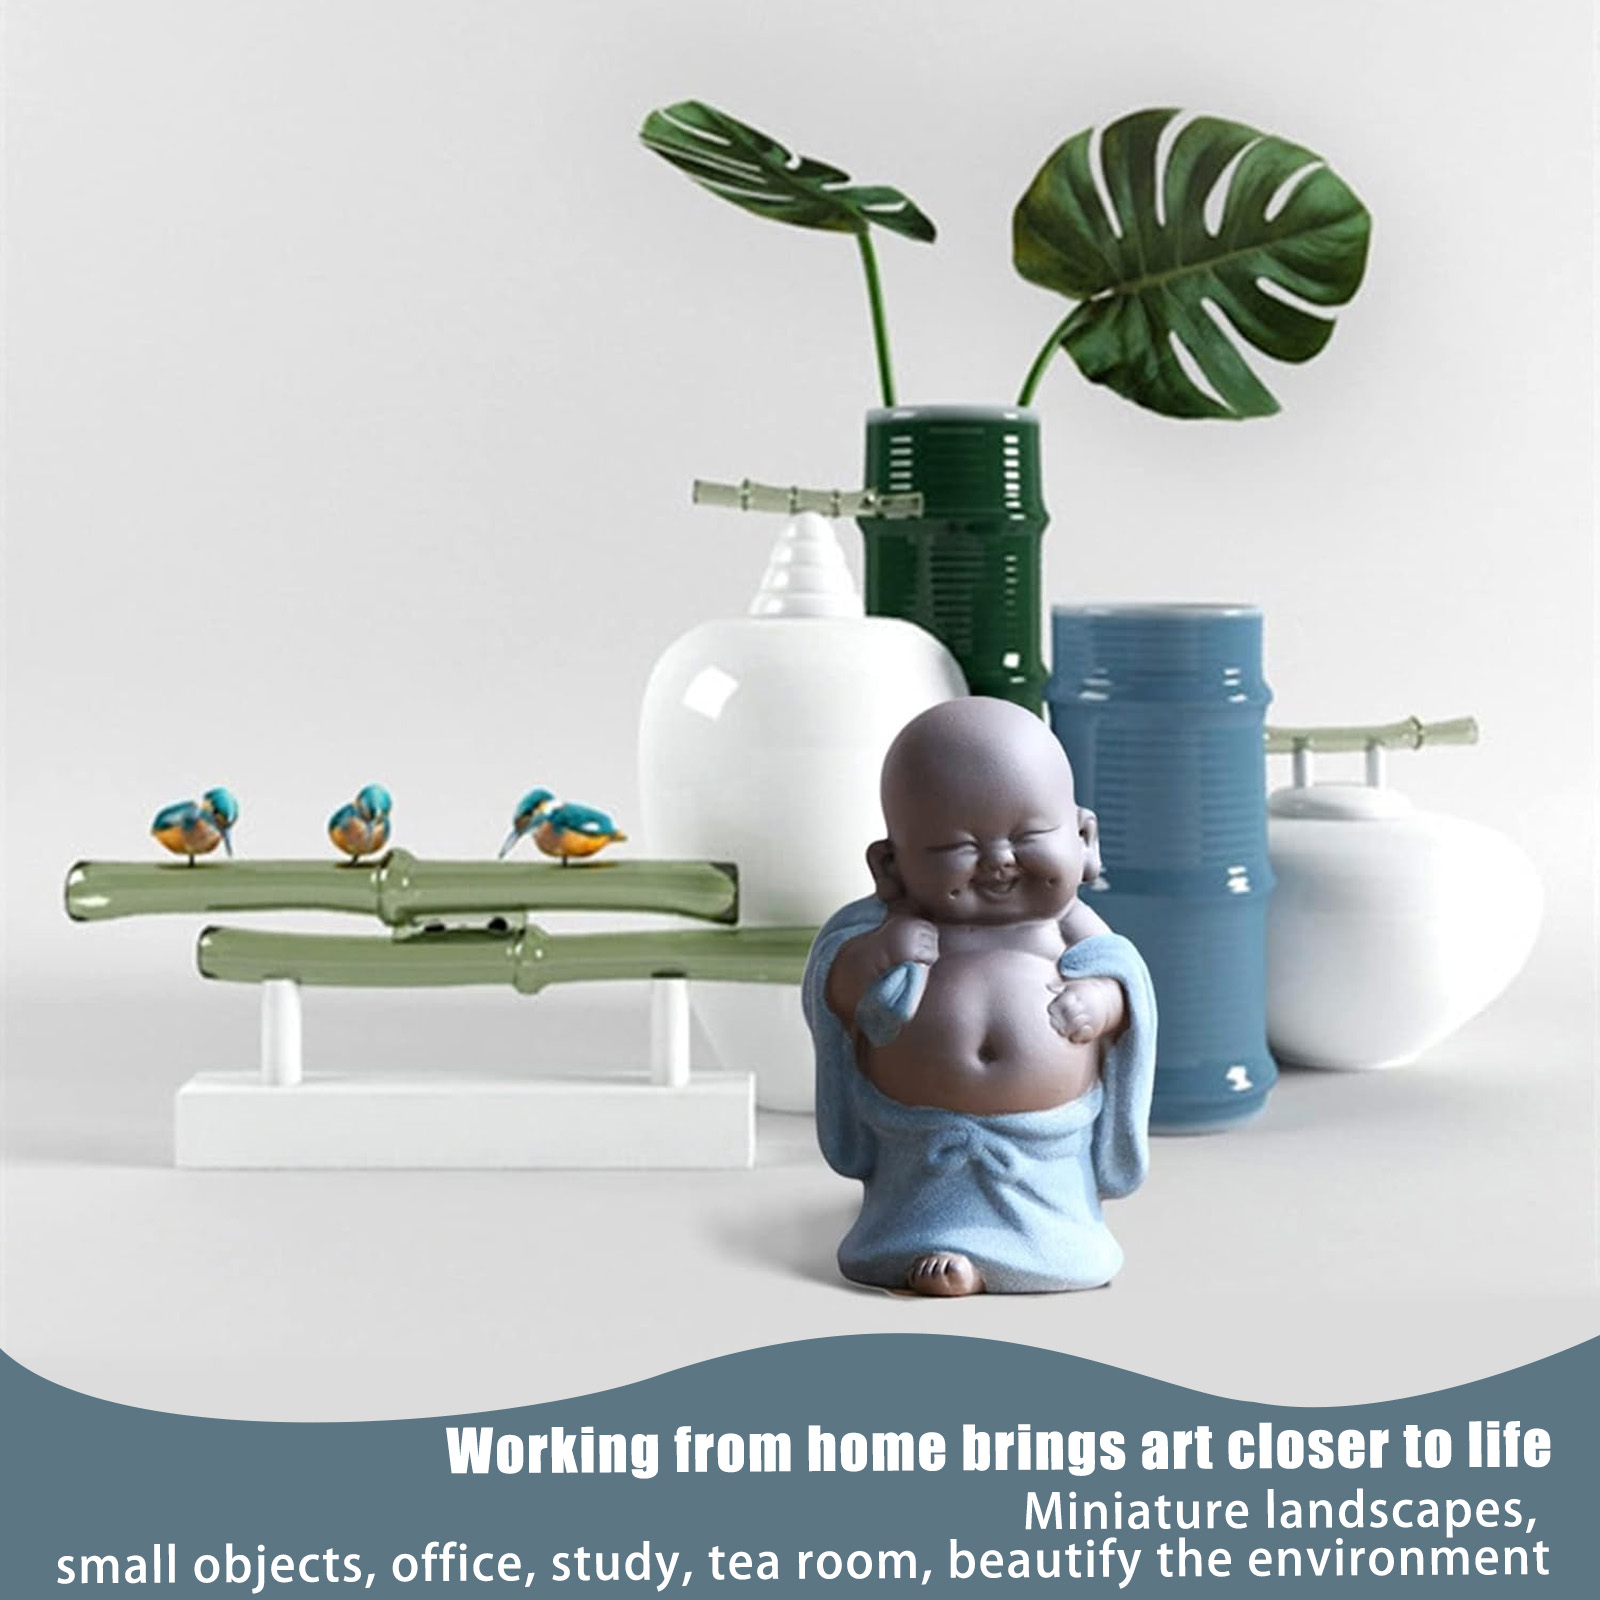 Working from home brings art closer to life
Miniature landscapes,
small objects, office, study, tea room, beautify the environment